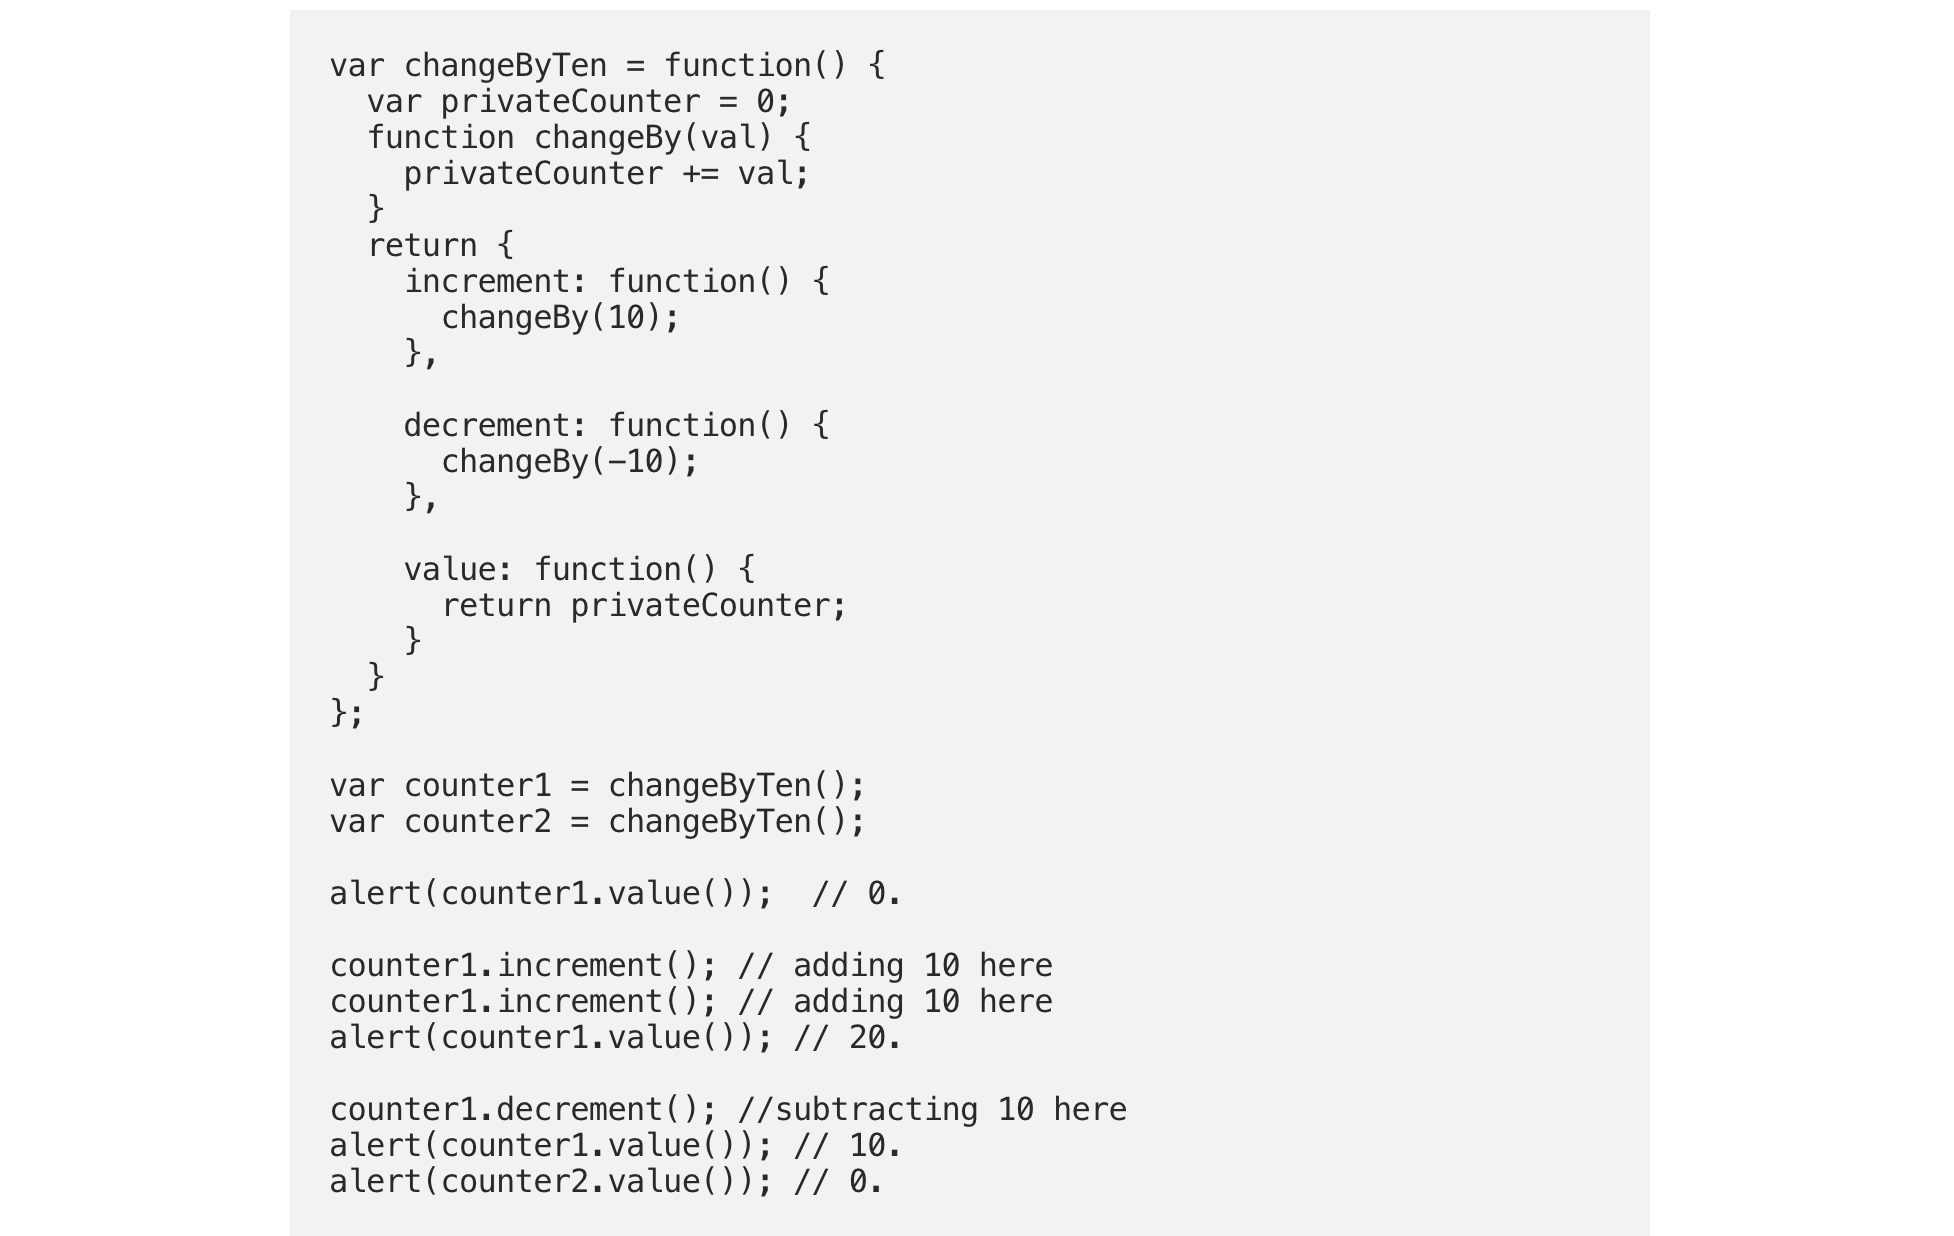 var changeByTen = function() {
  var privateCounter = 0;
  function changeBy(val) {
    privateCounter += val;
  }
  return {
    increment: function() {
      changeBy(10);
    },

    decrement: function() {
      changeBy(−10);
    },

    value: function() {
      return privateCounter;
    }
  }
};

var counter1 = changeByTen();
var counter2 = changeByTen();

alert(counter1.value());  // 0.

counter1.increment(); // adding 10 here
counter1.increment(); // adding 10 here
alert(counter1.value()); // 20.

counter1.decrement(); //subtracting 10 here
alert(counter1.value()); // 10.
alert(counter2.value()); // 0.